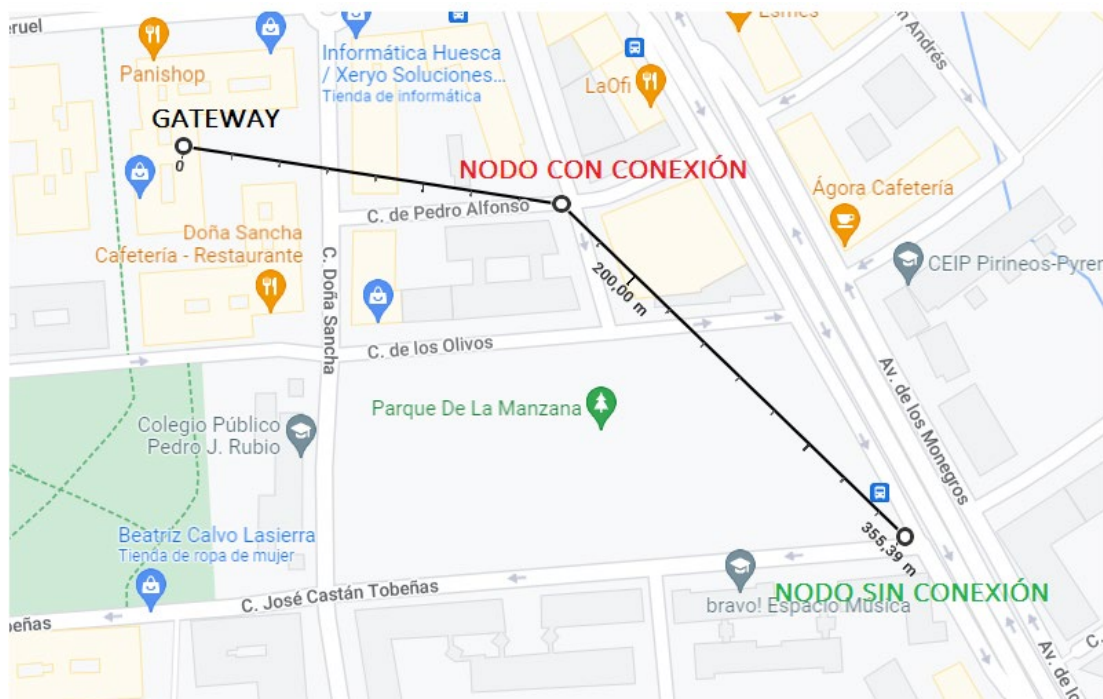 eruel
Panishop
Informática Huesca
/ Xeryo Soluciones...
Tienda de informática
LaOfi
GATEWAY
0
NODO CON CONEXIÓN
C. de Pedro Alfonso
Ágora Cafetería
Doña Sancha
Cafetería - Restaurante
C. Doña Sancha
200,00 m
CEIP Pirineos-Pyren
C. de los Olivos
Av. de los Monegros
Parque De La Manzana
Colegio Público
Pedro J. Rubio
Beatriz Calvo Lasierra
Tienda de ropa de mujer
355,39 m
C. José Castán Tobeñas
NODO SIN CONEXIÓN
bravo! Espacio Música
beñas
Av. de los
C.